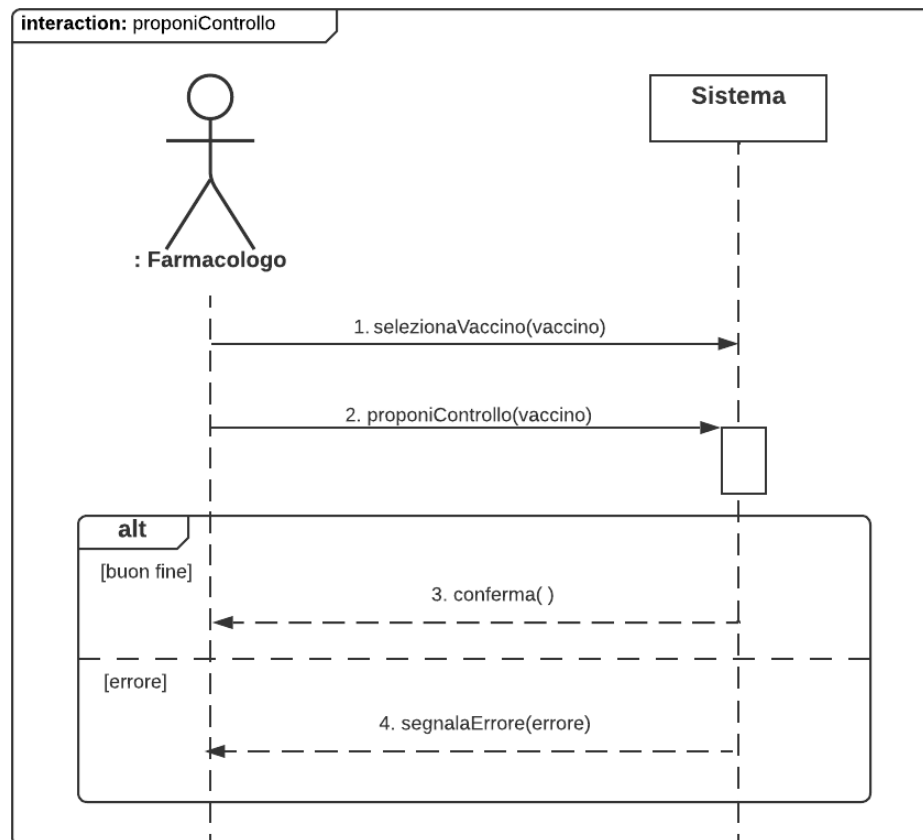 interaction: proponiControllo
Sistema
: Farmacologo
1. selezionaVaccino(vaccino)
2. proponiControllo(vaccino)
alt
[buon fine]
3. conferma( )
[errore]
4. segnalaErrore(errore)